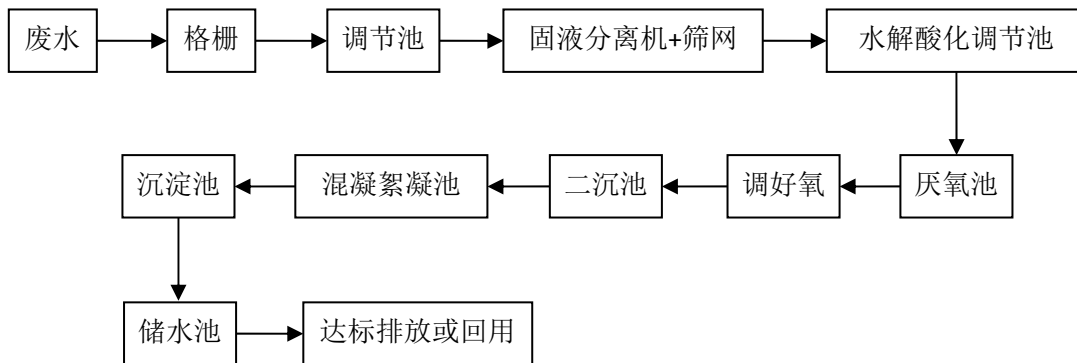 废水
格栅
调节池
固液分离机+筛网
水解酸化调节池
厌氧池
调好氧
二沉池
混凝絮凝池
沉淀池
储水池
达标排放或回用